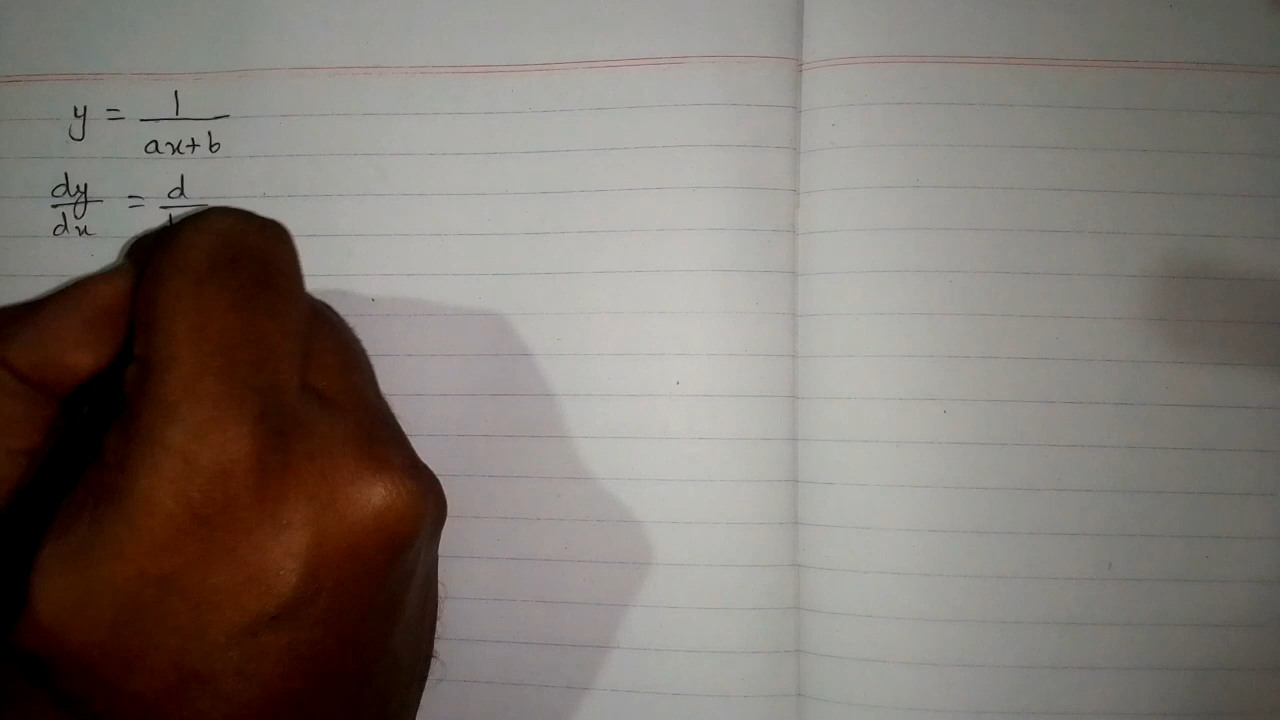 y = 1/(ax+b)
dy/dx = d